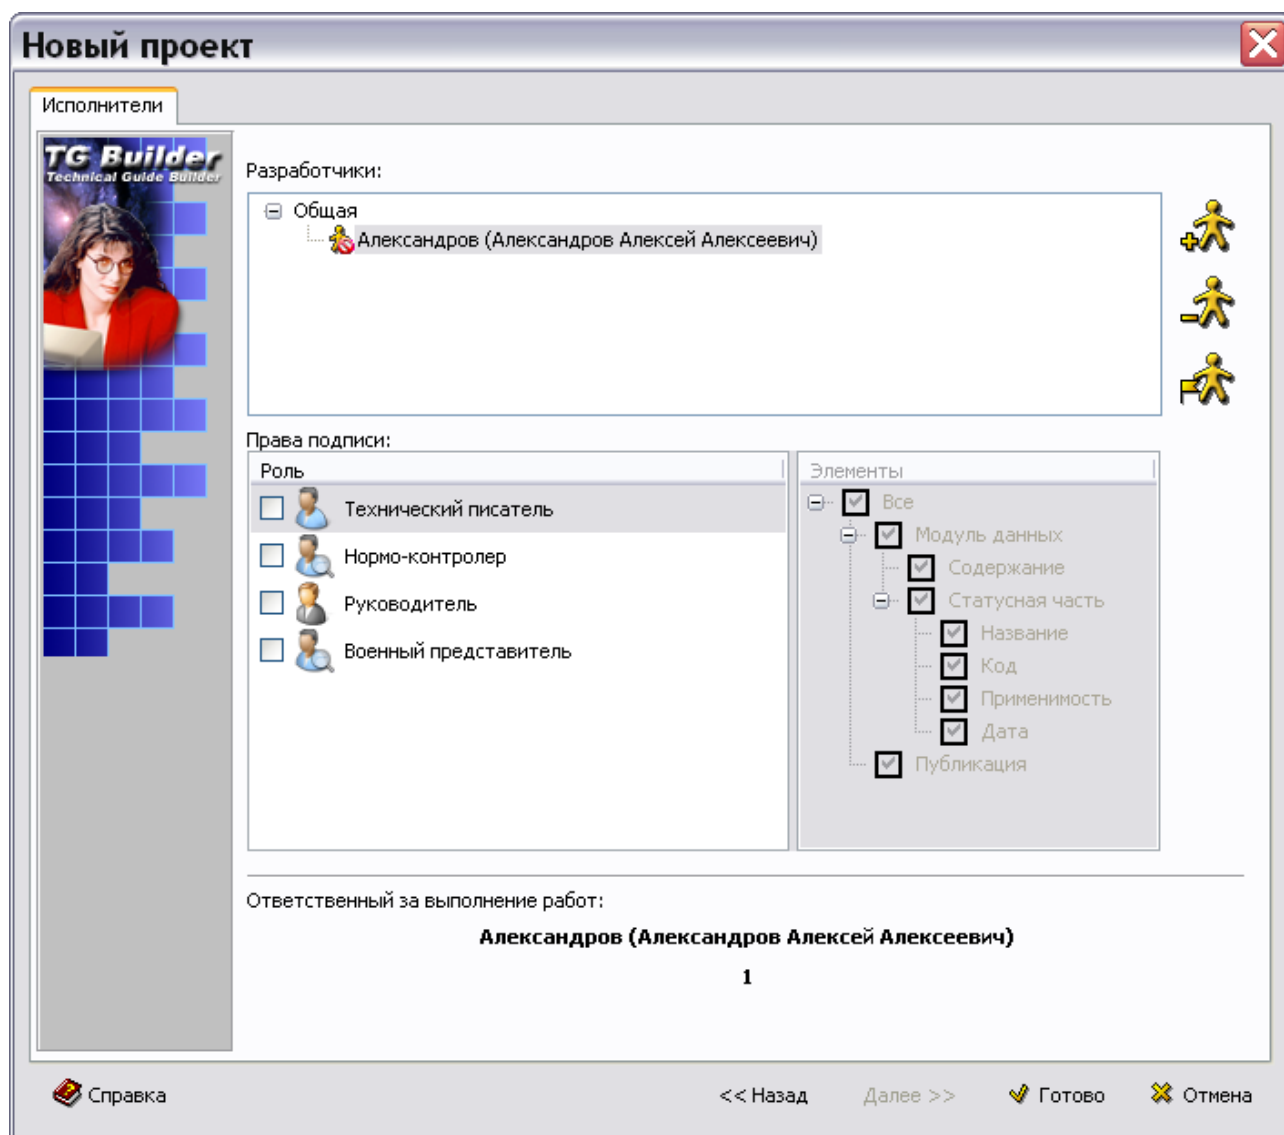 Новый проект
Исполнители
TG Builder
Technical Guide Builder
Разработчики:
Общая
Александров (Александров Алексей Алексеевич)
Права подписи:
Роль
Технический писатель
Нормо-контролер
Руководитель
Военный представитель
Элементы
Все
Модуль данных
Содержание
Статусная часть
Название
Код
Применимость
Дата
Публикация
Ответственный за выполнение работ:
Александров (Александров Алексей Алексеевич)
1
Справка
<< Назад
Далее >>
Готово
Отмена